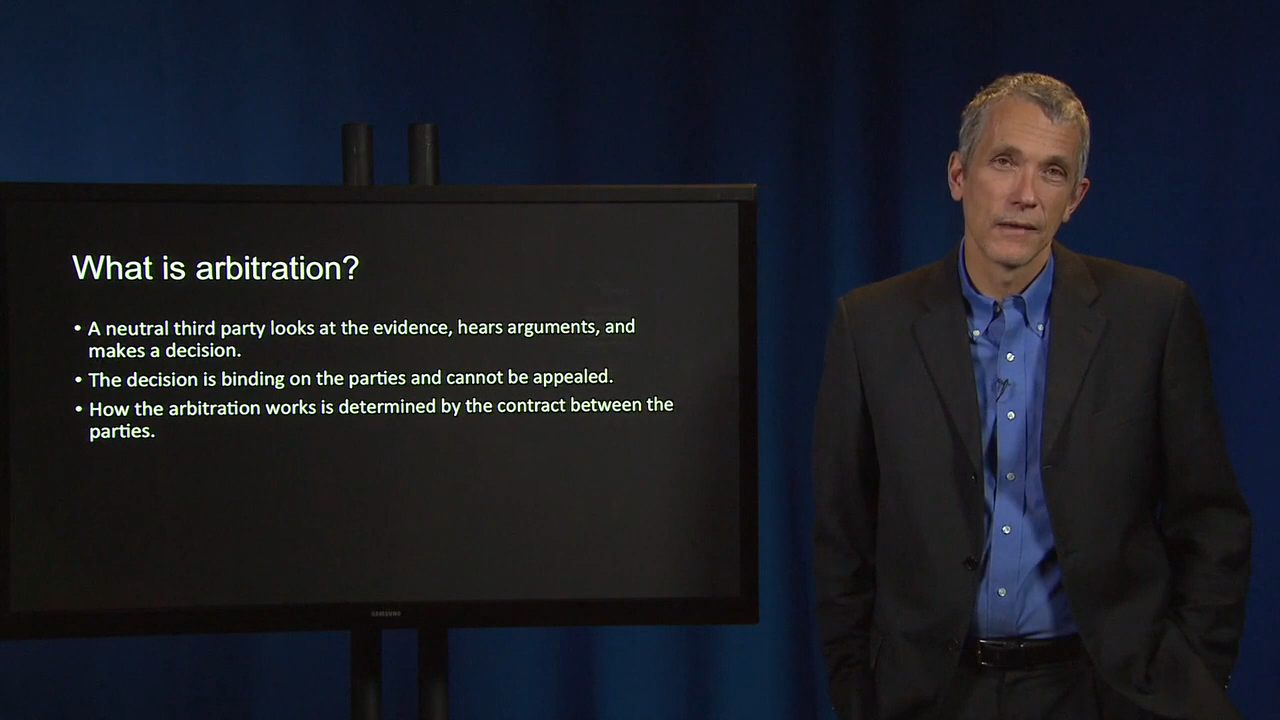 What is arbitration?
• A neutral third party looks at the evidence, hears arguments, and
makes a decision.
• The decision is binding on the parties and cannot be appealed.
• How the arbitration works is determined by the contract between the
parties.
SAMSUNG